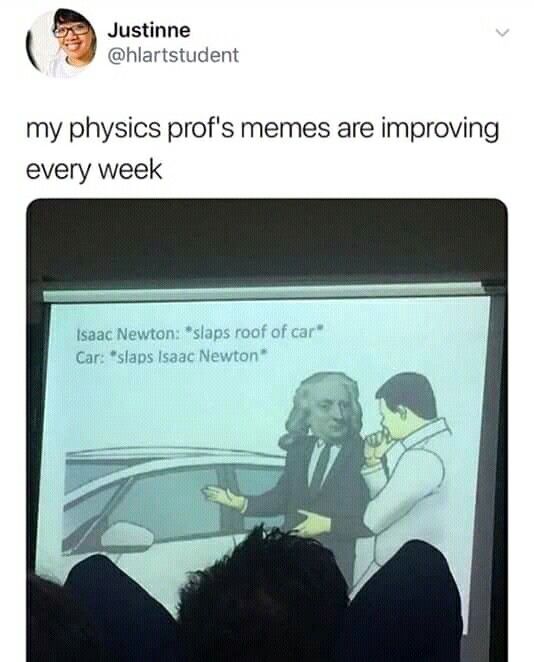 Justinne
@hlartstudent
my physics prof's memes are improving
every week
Isaac Newton: *slaps roof of car*
Car: *slaps Isaac Newton*